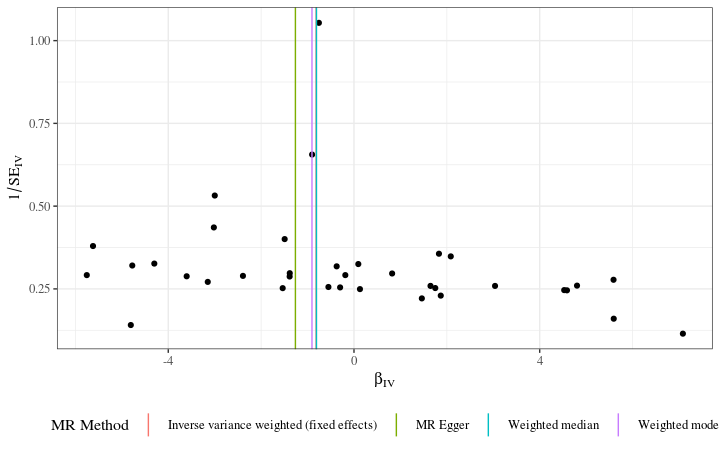 1.00
0.75
0.50
0.25
1/SE_IV
-4
0
4
β_IV
MR Method
Inverse variance weighted (fixed effects)
MR Egger
Weighted median
Weighted mode